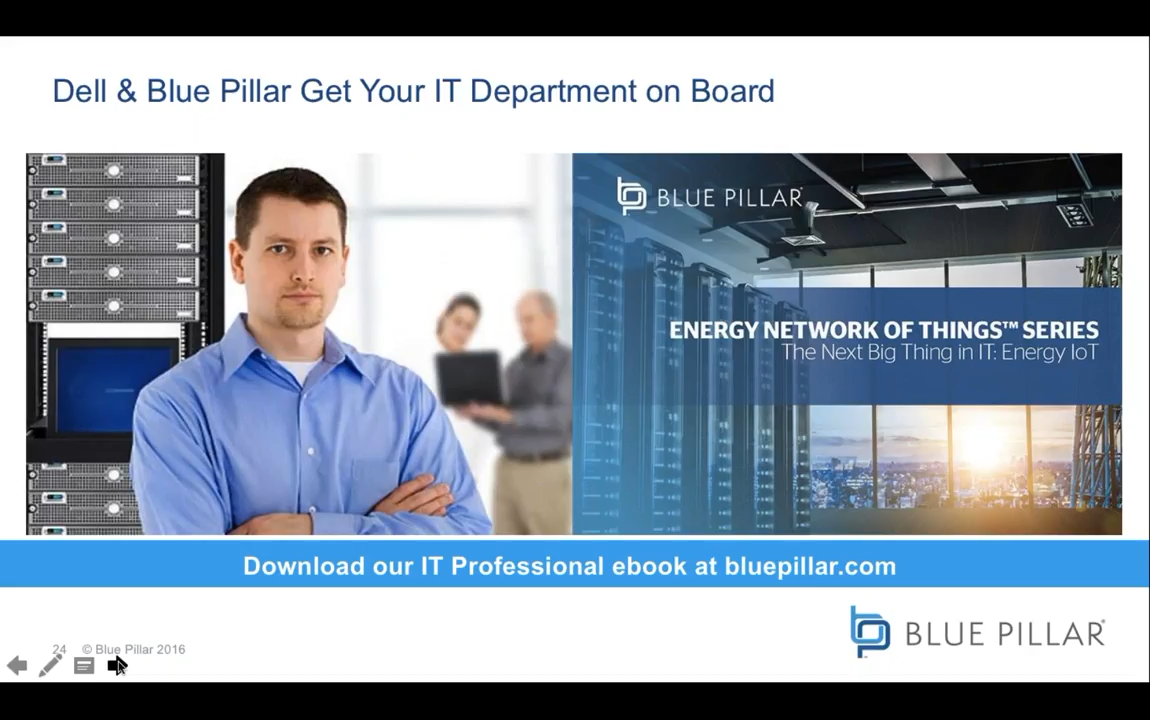 Dell & Blue Pillar Get Your IT Department on Board
BLUE PILLAR
ENERGY NETWORK OF THINGS™ SERIES
The Next Big Thing in IT: Energy IoT
Download our IT Professional ebook at bluepillar.com
24 © Blue Pillar 2016
BLUE PILLAR®